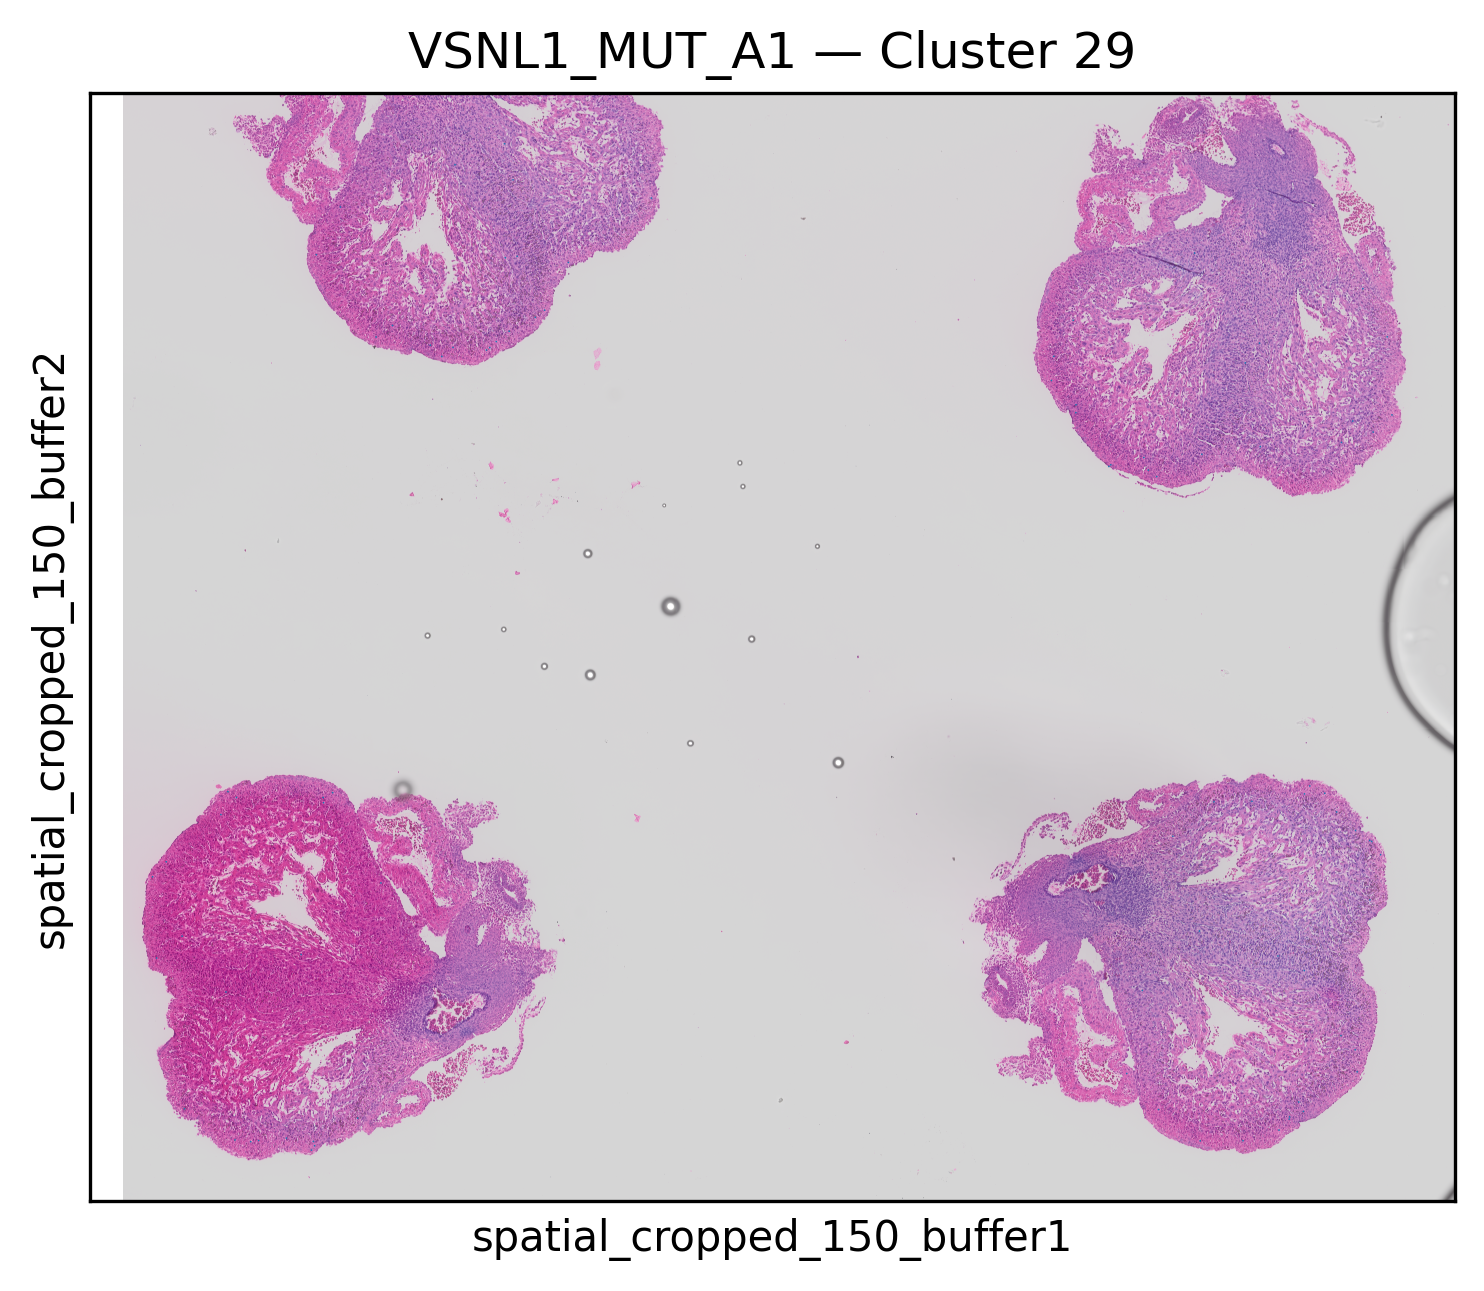 VSNL1_MUT_A1 — Cluster 29
spatial_cropped_150_buffer2
spatial_cropped_150_buffer1